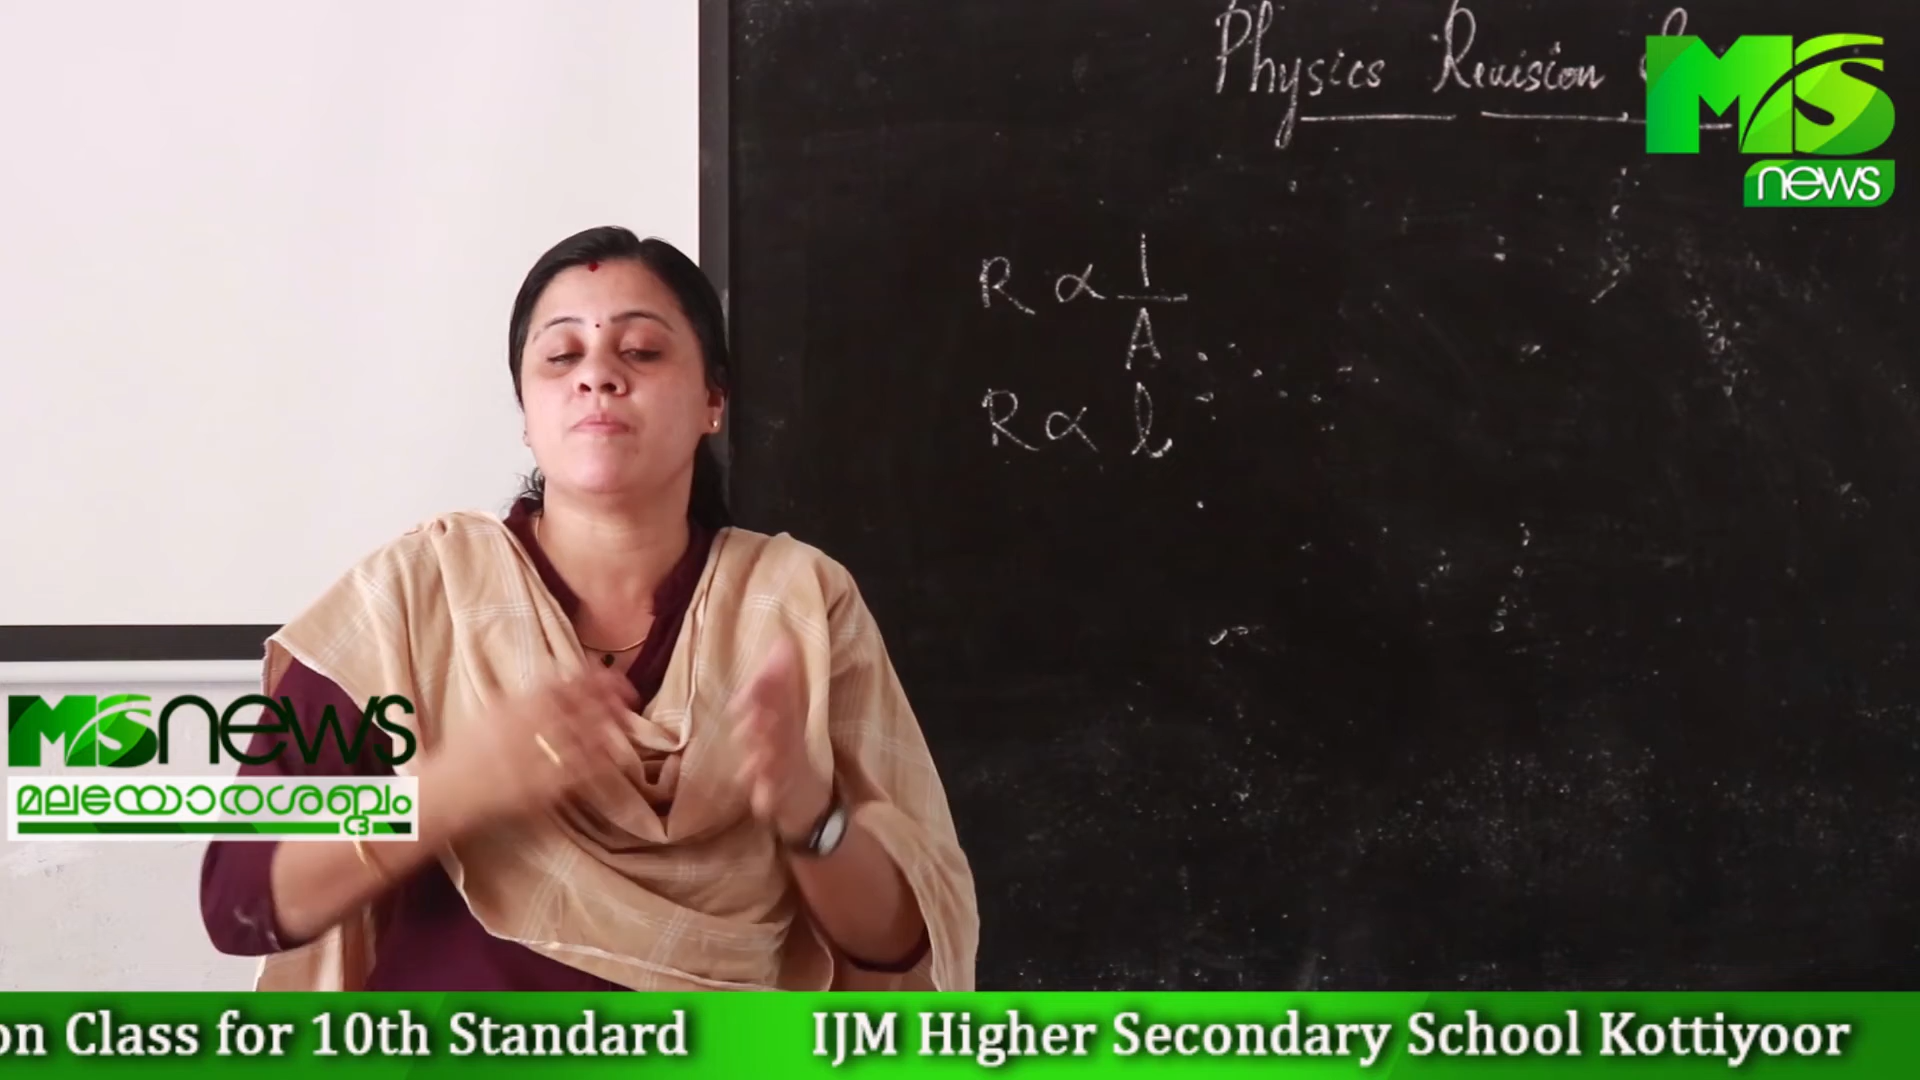 Physics Revision
MS
news
R ∝ 1/A
R ∝ l
MSnews
മലയോരശബ്ദം
on Class for 10th Standard IJM Higher Secondary School Kottiyoor